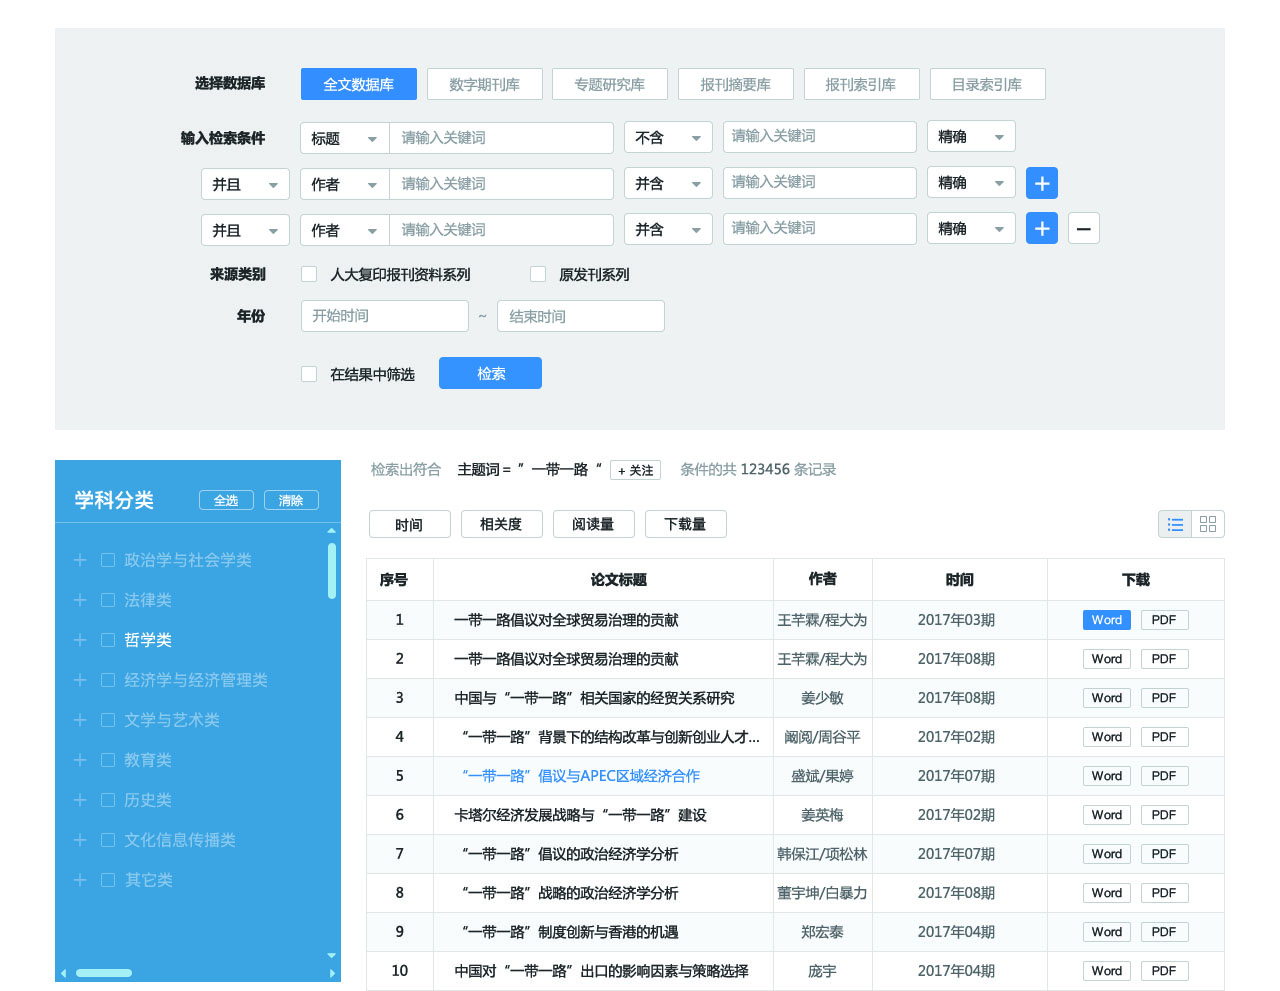 选择数据库 全文数据库 数字期刊库 专题研究库 报刊摘要库 报刊索引库 目录索引库
输入检索条件 标题 请输入关键词 不含 请输入关键词 精确
并且 作者 请输入关键词 并含 请输入关键词 精确 +
并且 作者 请输入关键词 并含 请输入关键词 精确 + −
来源类别 人大复印报刊资料系列 原发刊系列
年份 开始时间 ~ 结束时间
在结果中筛选 检索
检索出符合 主题词 = ” 一带一路 “ + 关注 条件的共 123456 条记录
学科分类 全选 清除
政治学与社会学类
法律类
哲学类
经济学与经济管理类
文学与艺术类
教育类
历史类
文化信息传播类
其它类
时间 相关度 阅读量 下载量
序号 论文标题 作者 时间 下载
1 一带一路倡议对全球贸易治理的贡献 王芊霖/程大为 2017年03期 Word PDF
2 一带一路倡议对全球贸易治理的贡献 王芊霖/程大为 2017年08期 Word PDF
3 中国与“一带一路”相关国家的经贸关系研究 姜少敏 2017年08期 Word PDF
4 “一带一路”背景下的结构改革与创新创业人才... 阚阅/周谷平 2017年02期 Word PDF
5 “一带一路”倡议与APEC区域经济合作 盛斌/果婷 2017年07期 Word PDF
6 卡塔尔经济发展战略与“一带一路”建设 姜英梅 2017年02期 Word PDF
7 “一带一路”倡议的政治经济学分析 韩保江/项松林 2017年07期 Word PDF
8 “一带一路”战略的政治经济学分析 董宇坤/白暴力 2017年08期 Word PDF
9 “一带一路”制度创新与香港的机遇 郑宏泰 2017年04期 Word PDF
10 中国对“一带一路”出口的影响因素与策略选择 庞宇 2017年04期 Word PDF